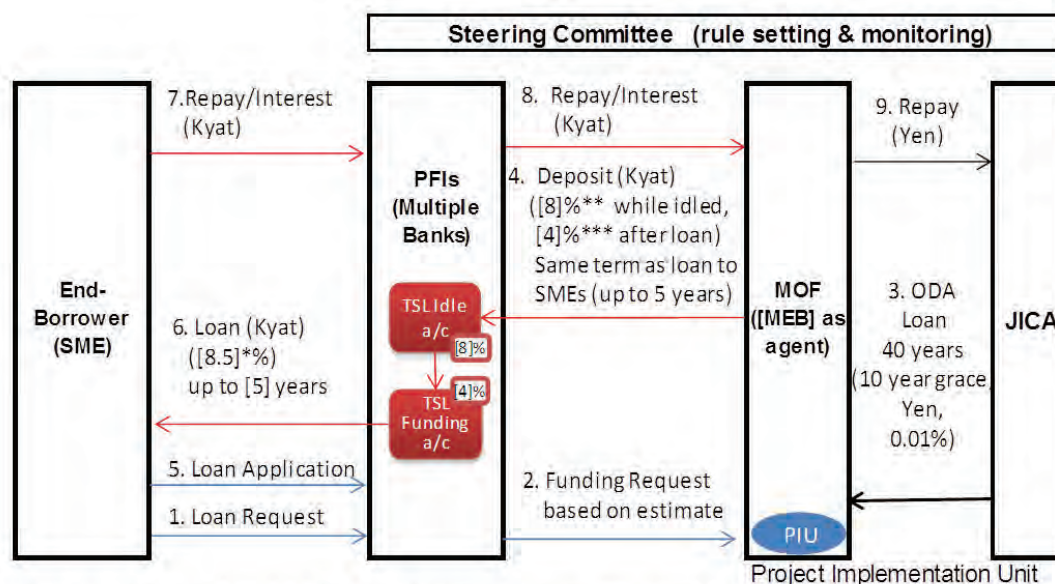 Steering Committee (rule setting & monitoring)
7.Repay/Interest
(Kyat)
8. Repay/Interest
(Kyat)
9. Repay
(Yen)
PFIs
(Multiple
Banks)
4. Deposit (Kyat)
([8]%** while idled,
[4]%*** after loan)
Same term as loan to
SMEs (up to 5 years)
End-
Borrower
(SME)
6. Loan (Kyat)
([8.5]*%)
up to [5] years
TSL Idle
a/c
[8]%
[4]%
TSL
Funding
a/c
MOF
([MEB] as
agent)
3. ODA
Loan
40 years
(10 year grace,
Yen,
0.01%)
JICA
5. Loan Application
1. Loan Request
2. Funding Request
based on estimate
PIU
Project Implementation Unit